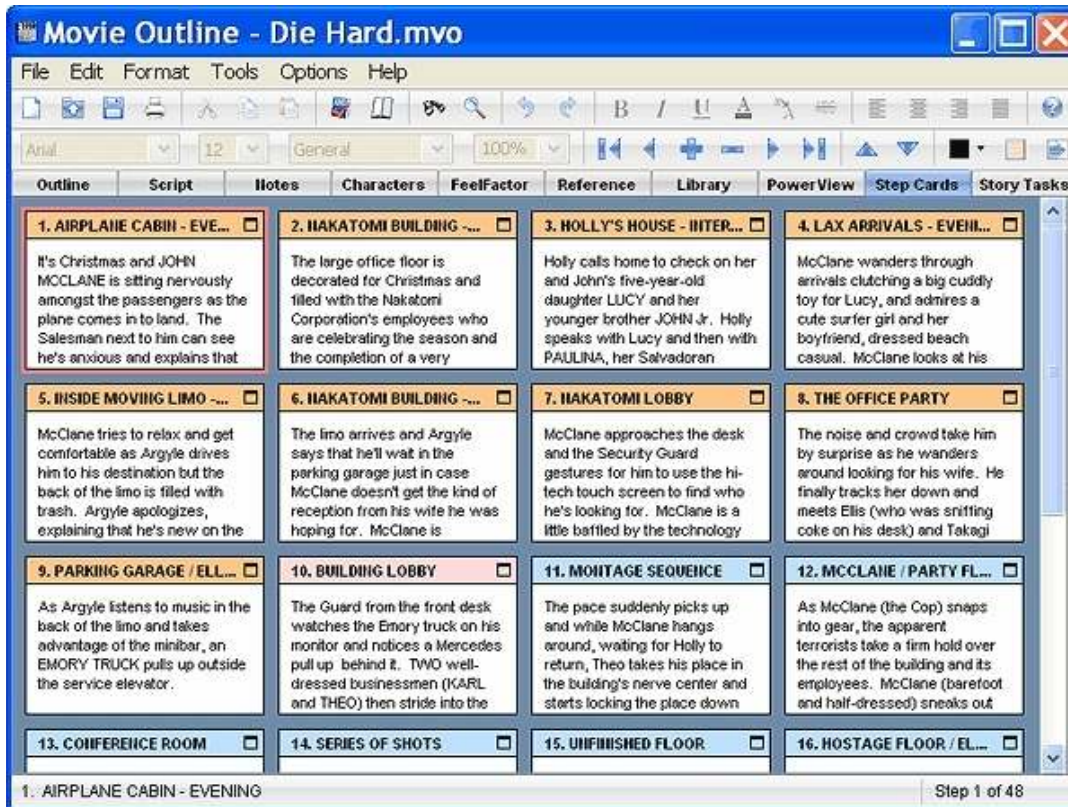 Movie Outline - Die Hard.mvo
File Edit Format Tools Options Help
B I U A
Arial 12 General 100%
Outline Script Notes Characters FeelFactor Reference Library PowerView Step Cards Story Tasks
1. AIRPLANE CABIN - EVE...
It's Christmas and JOHN
MCCLANE is sitting nervously
amongst the passengers as the
plane comes in to land. The
Salesman next to him can see
he's anxious and explains that
2. NAKATOMI BUILDING -...
The large office floor is
decorated for Christmas and
filled with the Nakatomi
Corporation's employees who
are celebrating the season and
the completion of a very
3. HOLLY'S HOUSE - INTER...
Holly calls home to check on her
and John's five-year-old
daughter LUCY and her
younger brother JOHN Jr. Holly
speaks with Lucy and then with
PAULINA, her Salvadoran
4. LAX ARRIVALS - EVENI...
McClane wanders through
arrivals clutching a big cuddly
toy for Lucy, and admires a
cute surfer girl and her
boyfriend, dressed beach
casual. McClane looks at his
5. INSIDE MOVING LIMO -...
McClane tries to relax and get
comfortable as Argyle drives
him to his destination but the
back of the limo is filled with
trash. Argyle apologizes,
explaining that he's new on the
6. NAKATOMI BUILDING -...
The limo arrives and Argyle
says that he'll wait in the
parking garage just in case
McClane doesn't get the kind of
reception from his wife he was
hoping for. McClane is
7. NAKATOMI LOBBY
McClane approaches the desk
and the Security Guard
gestures for him to use the hi-
tech touch screen to find who
he's looking for. McClane is a
little baffled by the technology
8. THE OFFICE PARTY
The noise and crowd take him
by surprise as he wanders
around looking for his wife. He
finally tracks her down and
meets Ellis (who was sniffing
coke on his desk) and Takagi
9. PARKING GARAGE / ELL...
As Argyle listens to music in the
back of the limo and takes
advantage of the minibar, an
EMORY TRUCK pulls up outside
the service elevator.
10. BUILDING LOBBY
The Guard from the front desk
watches the Emory truck on his
monitor and notices a Mercedes
pull up behind it. TWO well-
dressed businessmen (KARL
and THEO) then stride into the
11. MONTAGE SEQUENCE
The pace suddenly picks up
and while McClane hangs
around, waiting for Holly to
return, Theo takes his place in
the building's nerve center and
starts locking the place down
12. MCCLANE / PARTY FL...
As McClane (the Cop) snaps
into gear, the apparent
terrorists take a firm hold over
the rest of the building and its
employees. McClane (barefoot
and half-dressed) sneaks out
13. CONFERENCE ROOM
14. SERIES OF SHOTS
15. UNFINISHED FLOOR
16. HOSTAGE FLOOR / EL...
1. AIRPLANE CABIN - EVENING
Step 1 of 48